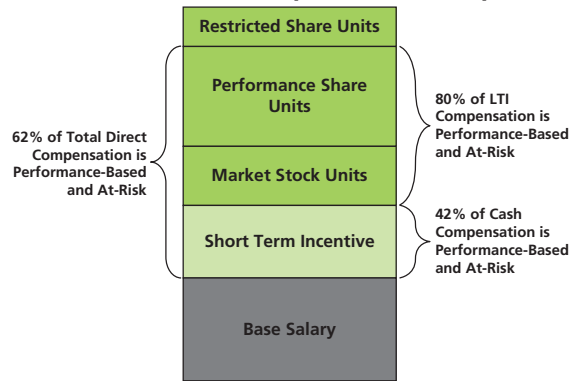 Restricted Share Units
Performance Share
Units
Market Stock Units
Short Term Incentive
Base Salary
62% of Total Direct
Compensation is
Performance-Based
and At-Risk
80% of LTI
Compensation is
Performance-Based
and At-Risk
42% of Cash
Compensation is
Performance-Based
and At-Risk